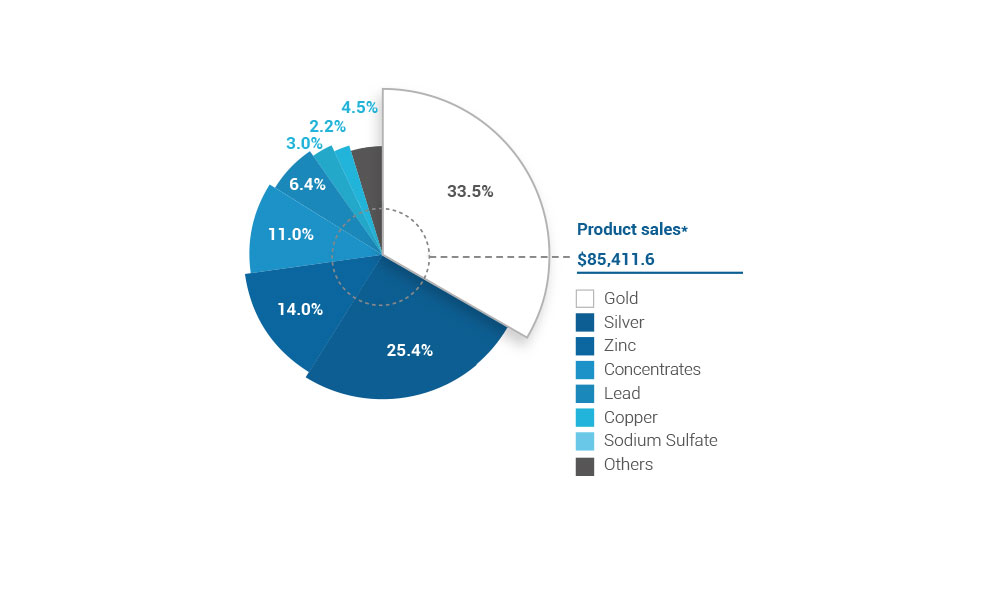 4.5%
2.2%
3.0%
6.4%
33.5%
11.0%
14.0%
25.4%
Product sales*
$85,411.6
Gold
Silver
Zinc
Concentrates
Lead
Copper
Sodium Sulfate
Others